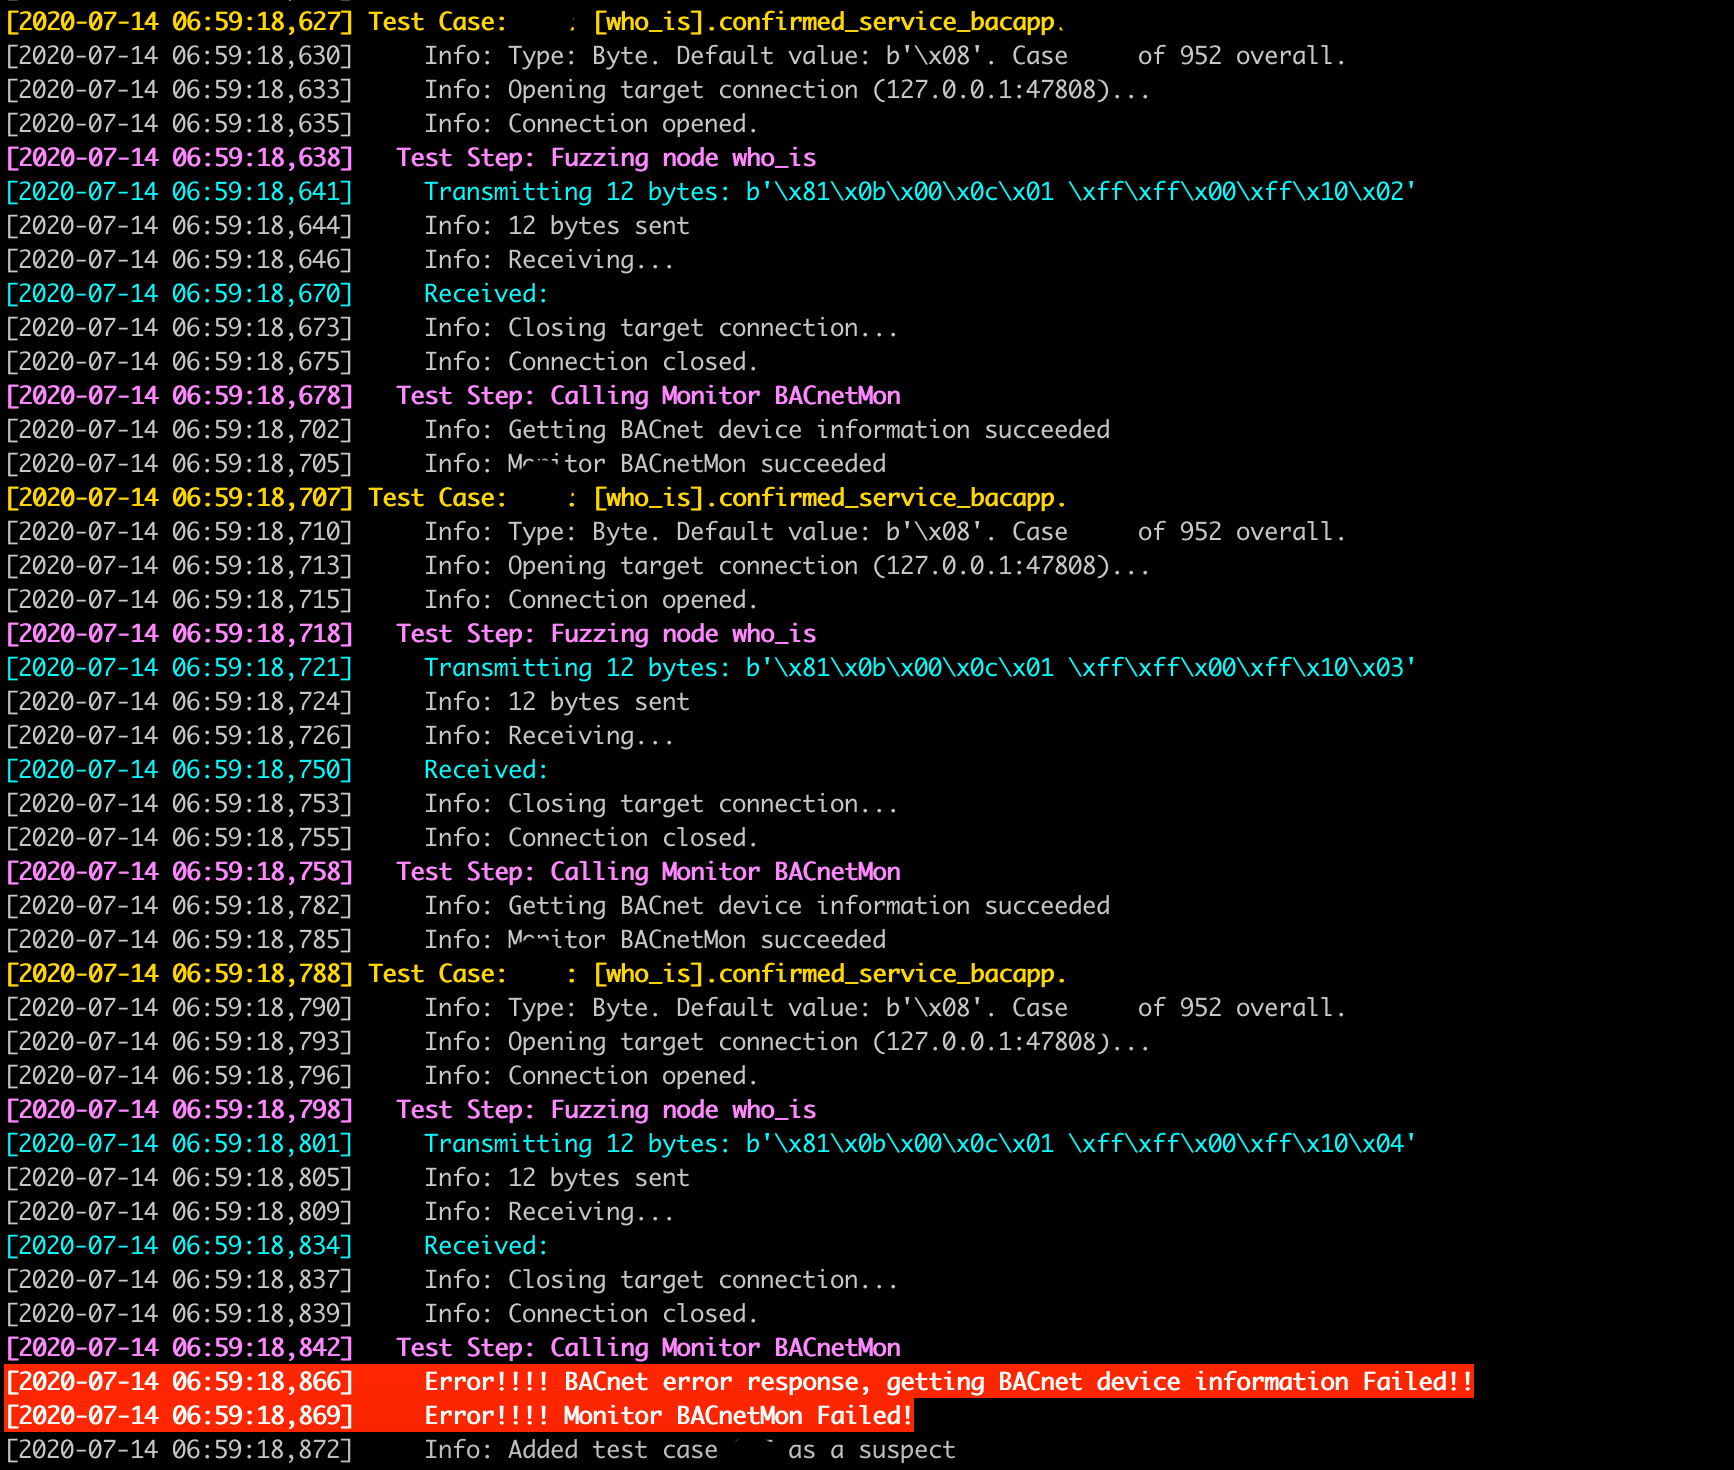 [2020-07-14 06:59:18,627] Test Case: : [who_is].confirmed_service_bacapp.
[2020-07-14 06:59:18,630] Info: Type: Byte. Default value: b'\x08'. Case of 952 overall.
[2020-07-14 06:59:18,633] Info: Opening target connection (127.0.0.1:47808)...
[2020-07-14 06:59:18,635] Info: Connection opened.
[2020-07-14 06:59:18,638] Test Step: Fuzzing node who_is
[2020-07-14 06:59:18,641] Transmitting 12 bytes: b'\x81\x0b\x00\x0c\x01 \xff\xff\x00\xff\x10\x02'
[2020-07-14 06:59:18,644] Info: 12 bytes sent
[2020-07-14 06:59:18,646] Info: Receiving...
[2020-07-14 06:59:18,670] Received:
[2020-07-14 06:59:18,673] Info: Closing target connection...
[2020-07-14 06:59:18,675] Info: Connection closed.
[2020-07-14 06:59:18,678] Test Step: Calling Monitor BACnetMon
[2020-07-14 06:59:18,702] Info: Getting BACnet device information succeeded
[2020-07-14 06:59:18,705] Info: Monitor BACnetMon succeeded
[2020-07-14 06:59:18,707] Test Case: : [who_is].confirmed_service_bacapp.
[2020-07-14 06:59:18,710] Info: Type: Byte. Default value: b'\x08'. Case of 952 overall.
[2020-07-14 06:59:18,713] Info: Opening target connection (127.0.0.1:47808)...
[2020-07-14 06:59:18,715] Info: Connection opened.
[2020-07-14 06:59:18,718] Test Step: Fuzzing node who_is
[2020-07-14 06:59:18,721] Transmitting 12 bytes: b'\x81\x0b\x00\x0c\x01 \xff\xff\x00\xff\x10\x03'
[2020-07-14 06:59:18,724] Info: 12 bytes sent
[2020-07-14 06:59:18,726] Info: Receiving...
[2020-07-14 06:59:18,750] Received:
[2020-07-14 06:59:18,753] Info: Closing target connection...
[2020-07-14 06:59:18,755] Info: Connection closed.
[2020-07-14 06:59:18,758] Test Step: Calling Monitor BACnetMon
[2020-07-14 06:59:18,782] Info: Getting BACnet device information succeeded
[2020-07-14 06:59:18,785] Info: Monitor BACnetMon succeeded
[2020-07-14 06:59:18,788] Test Case: : [who_is].confirmed_service_bacapp.
[2020-07-14 06:59:18,790] Info: Type: Byte. Default value: b'\x08'. Case of 952 overall.
[2020-07-14 06:59:18,793] Info: Opening target connection (127.0.0.1:47808)...
[2020-07-14 06:59:18,796] Info: Connection opened.
[2020-07-14 06:59:18,798] Test Step: Fuzzing node who_is
[2020-07-14 06:59:18,801] Transmitting 12 bytes: b'\x81\x0b\x00\x0c\x01 \xff\xff\x00\xff\x10\x04'
[2020-07-14 06:59:18,805] Info: 12 bytes sent
[2020-07-14 06:59:18,809] Info: Receiving...
[2020-07-14 06:59:18,834] Received:
[2020-07-14 06:59:18,837] Info: Closing target connection...
[2020-07-14 06:59:18,839] Info: Connection closed.
[2020-07-14 06:59:18,842] Test Step: Calling Monitor BACnetMon
[2020-07-14 06:59:18,866] Error!!!! BACnet error response, getting BACnet device information Failed!!
[2020-07-14 06:59:18,869] Error!!!! Monitor BACnetMon Failed!
[2020-07-14 06:59:18,872] Info: Added test case as a suspect